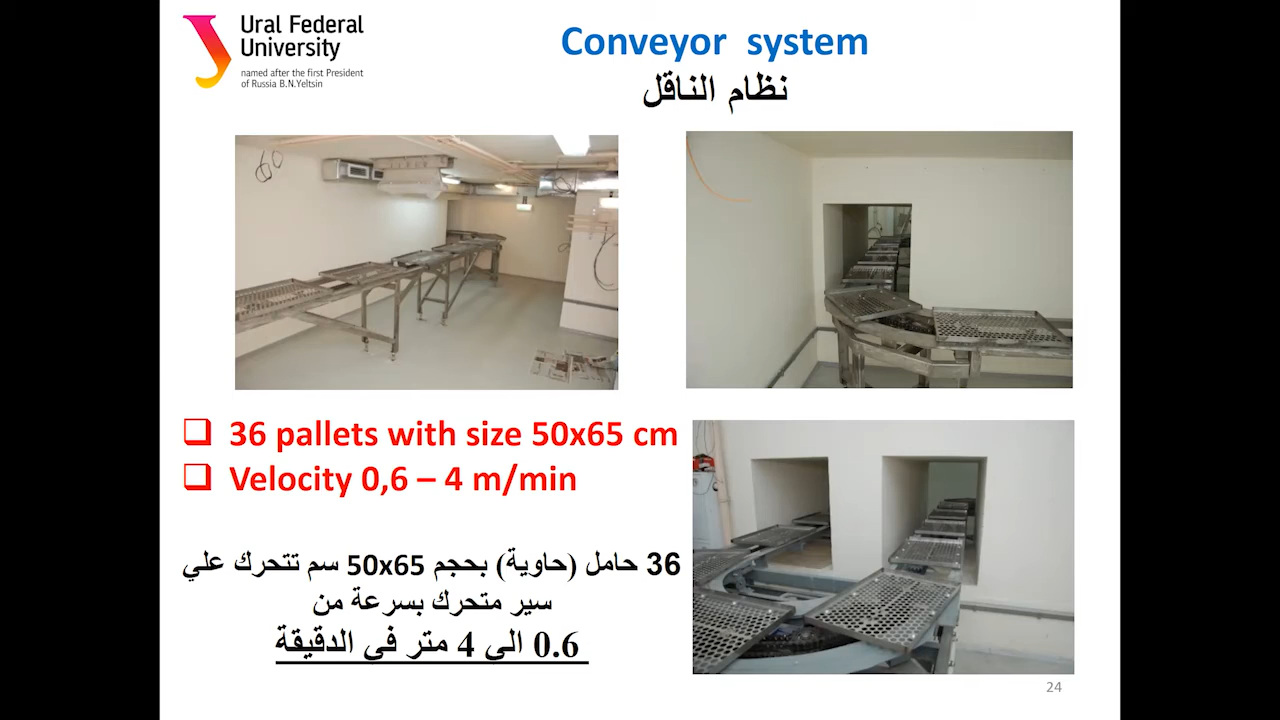 Ural Federal
University
named after the first President
of Russia B.N.Yeltsin
Conveyor system
نظام الناقل
❑ 36 pallets with size 50x65 cm
❑ Velocity 0,6 – 4 m/min
36 حامل (حاوية) بحجم 50x65 سم تتحرك علي
سير متحرك بسرعة من
0.6 الي 4 متر في الدقيقة
24